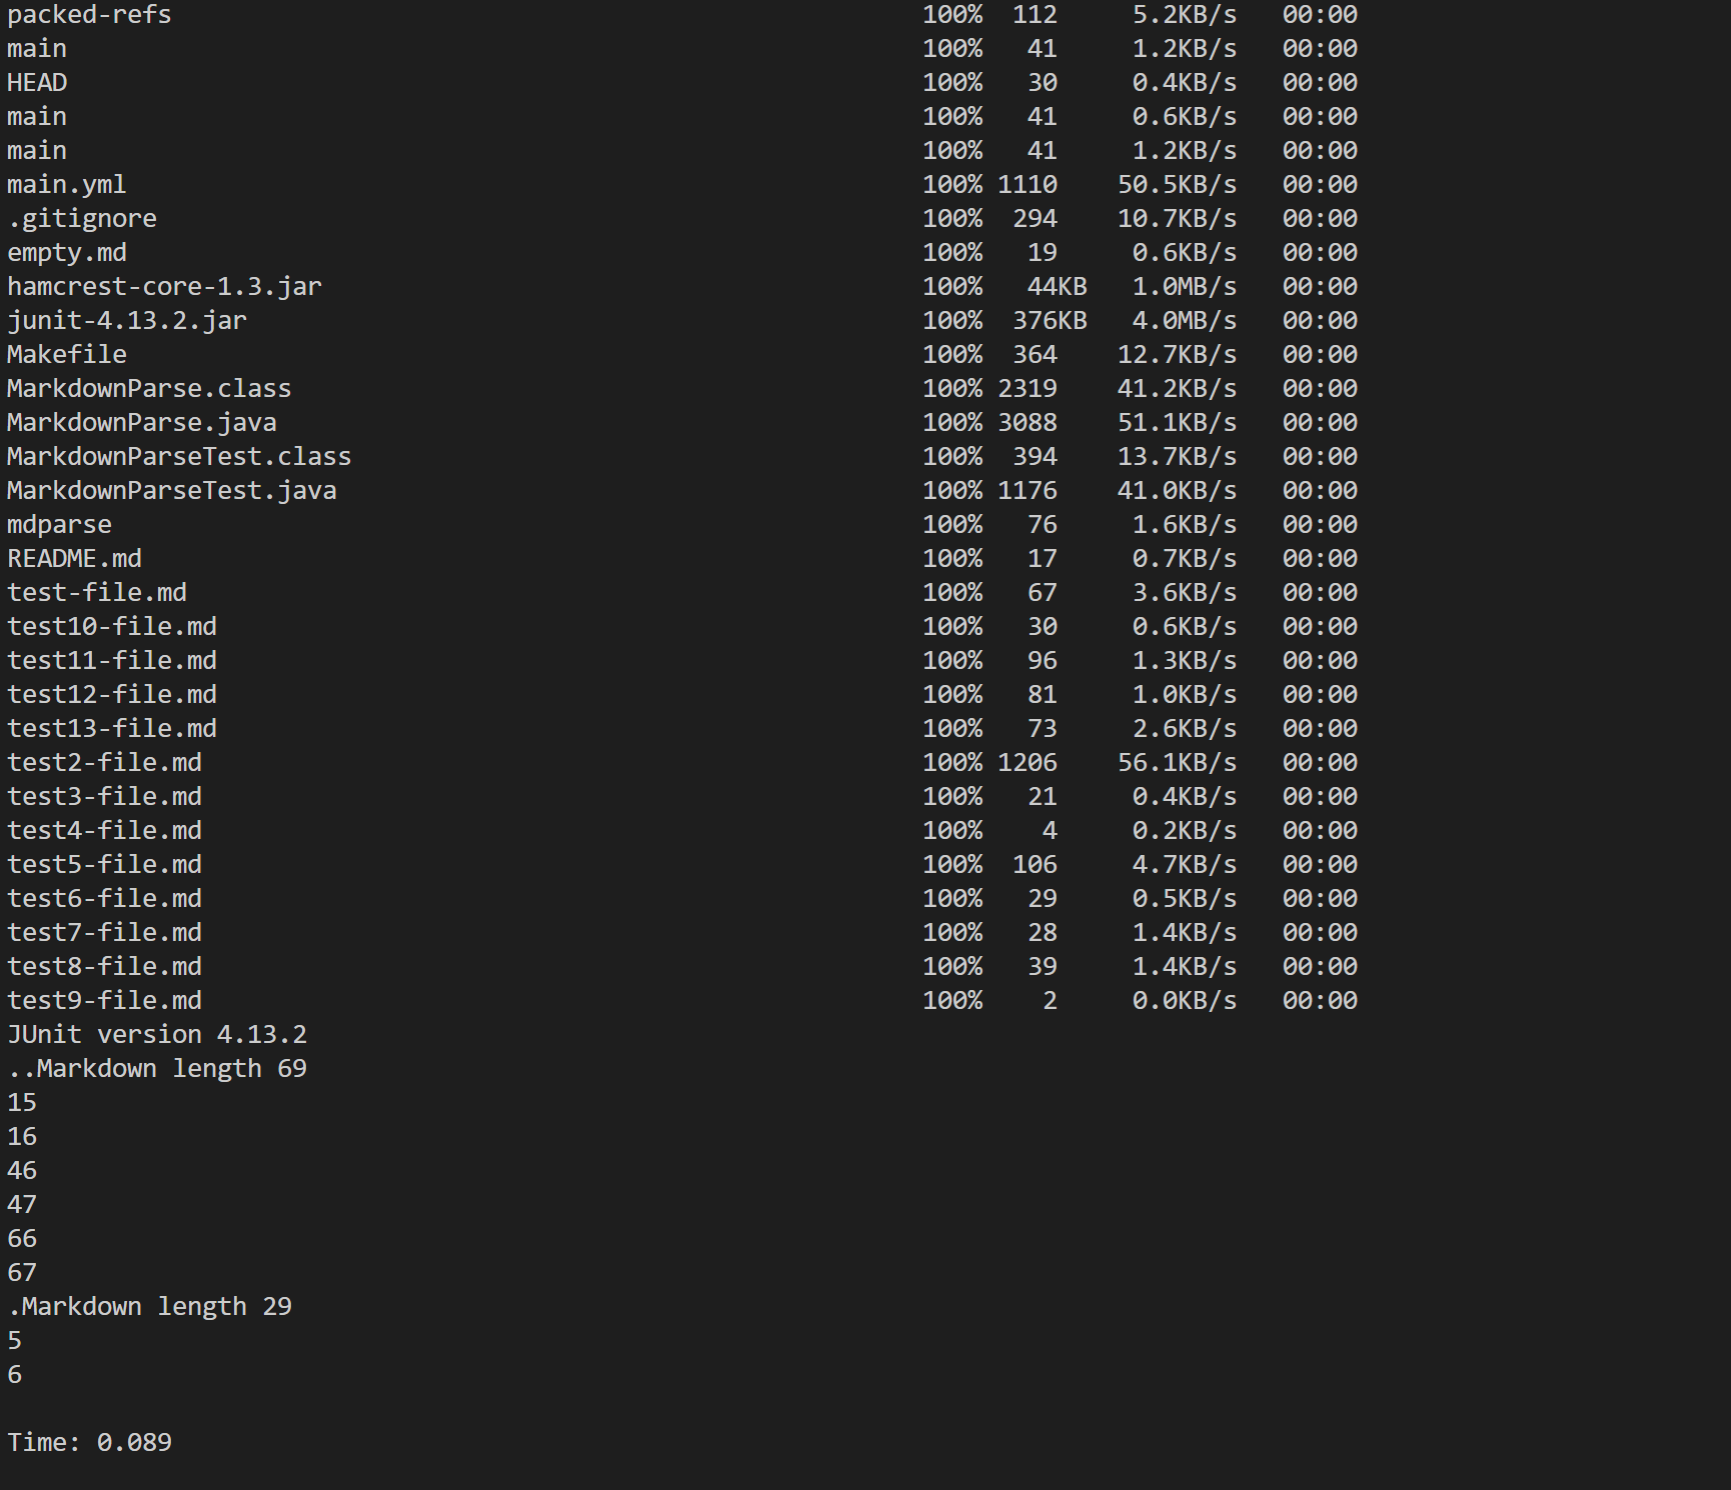 packed-refs 100% 112 5.2KB/s 00:00
main 100% 41 1.2KB/s 00:00
HEAD 100% 30 0.4KB/s 00:00
main 100% 41 0.6KB/s 00:00
main 100% 41 1.2KB/s 00:00
main.yml 100% 1110 50.5KB/s 00:00
.gitignore 100% 294 10.7KB/s 00:00
empty.md 100% 19 0.6KB/s 00:00
hamcrest-core-1.3.jar 100% 44KB 1.0MB/s 00:00
junit-4.13.2.jar 100% 376KB 4.0MB/s 00:00
Makefile 100% 364 12.7KB/s 00:00
MarkdownParse.class 100% 2319 41.2KB/s 00:00
MarkdownParse.java 100% 3088 51.1KB/s 00:00
MarkdownParseTest.class 100% 394 13.7KB/s 00:00
MarkdownParseTest.java 100% 1176 41.0KB/s 00:00
mdparse 100% 76 1.6KB/s 00:00
README.md 100% 17 0.7KB/s 00:00
test-file.md 100% 67 3.6KB/s 00:00
test10-file.md 100% 30 0.6KB/s 00:00
test11-file.md 100% 96 1.3KB/s 00:00
test12-file.md 100% 81 1.0KB/s 00:00
test13-file.md 100% 73 2.6KB/s 00:00
test2-file.md 100% 1206 56.1KB/s 00:00
test3-file.md 100% 21 0.4KB/s 00:00
test4-file.md 100% 4 0.2KB/s 00:00
test5-file.md 100% 106 4.7KB/s 00:00
test6-file.md 100% 29 0.5KB/s 00:00
test7-file.md 100% 28 1.4KB/s 00:00
test8-file.md 100% 39 1.4KB/s 00:00
test9-file.md 100% 2 0.0KB/s 00:00
JUnit version 4.13.2
..Markdown length 69
15
16
46
47
66
67
.Markdown length 29
5
6
Time: 0.089